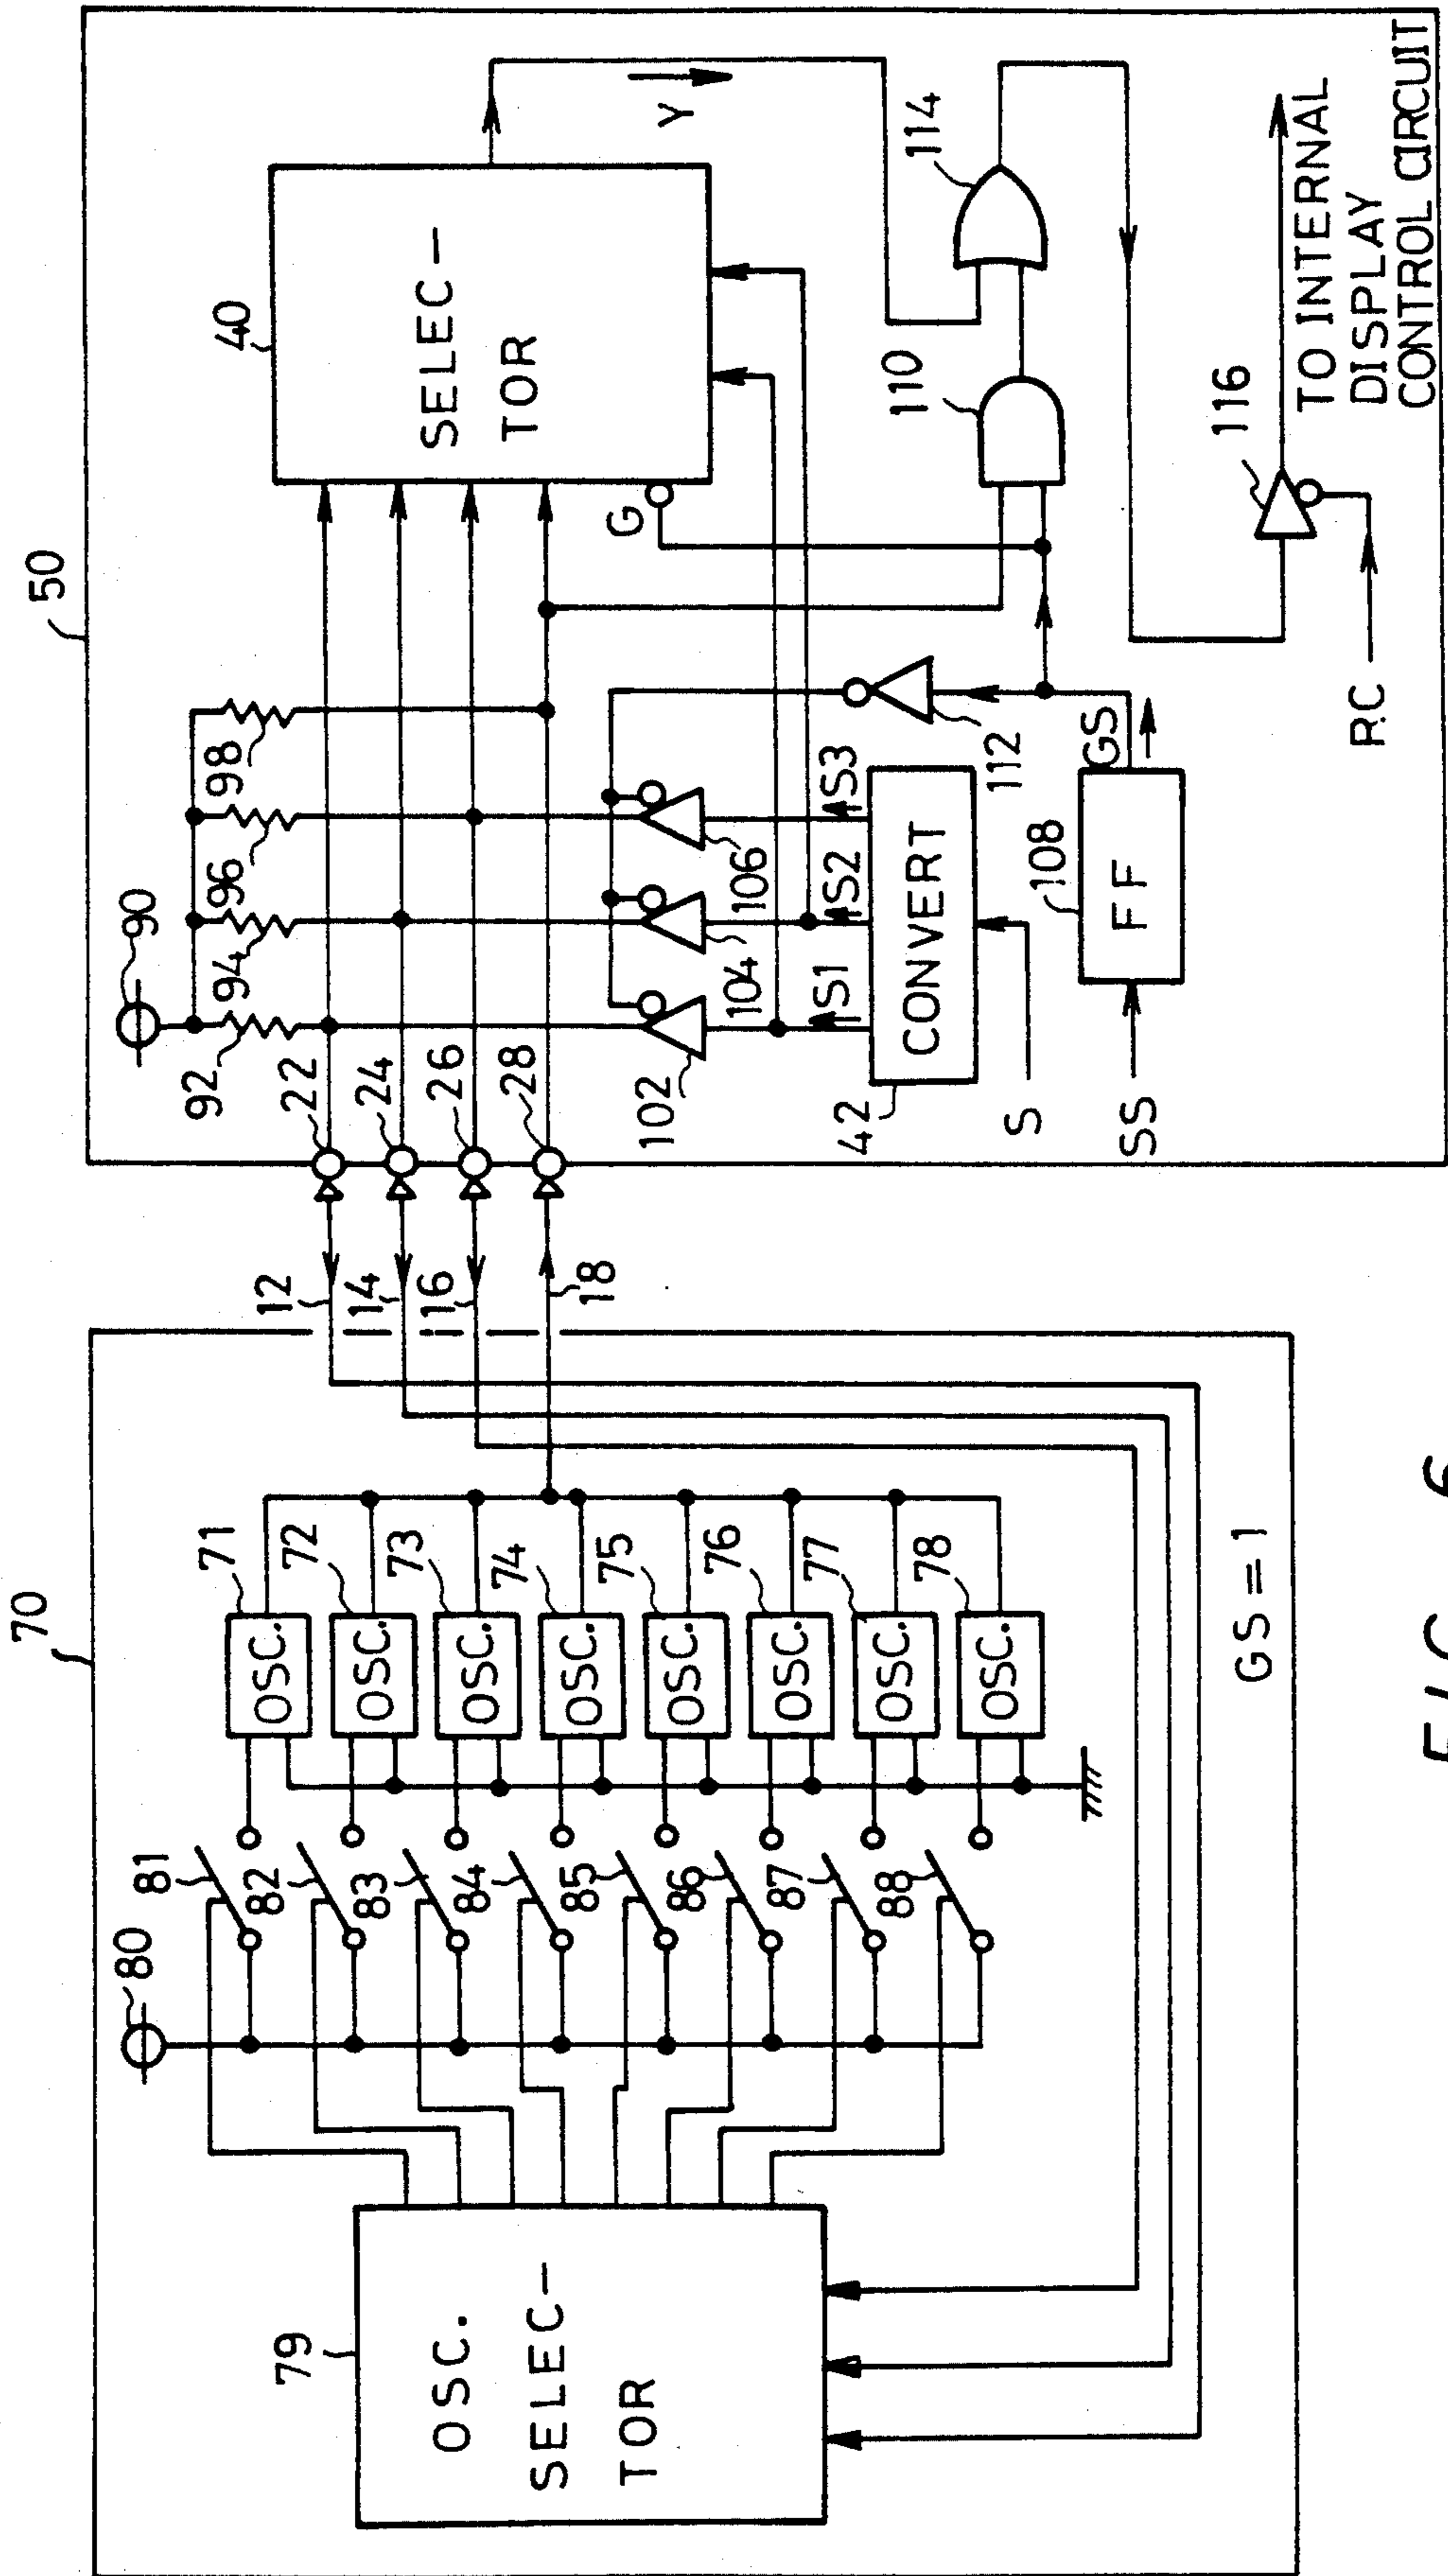 70
79
OSC.
SELEC-
TOR
80
81
82
83
84
85
86
87
88
71
72
73
74
75
76
77
78
OSC.
OSC.
OSC.
OSC.
OSC.
OSC.
OSC.
OSC.
GS = 1
12
14
16
18
50
90
92
94
96
98
22
24
26
28
40
SELEC-
TOR
G
Y
102
104
106
S1
S2
S3
42
CONVERT
S
112
108
FF
GS
SS
110
114
116
RC
TO INTERNAL
DISPLAY
CONTROL CIRCUIT